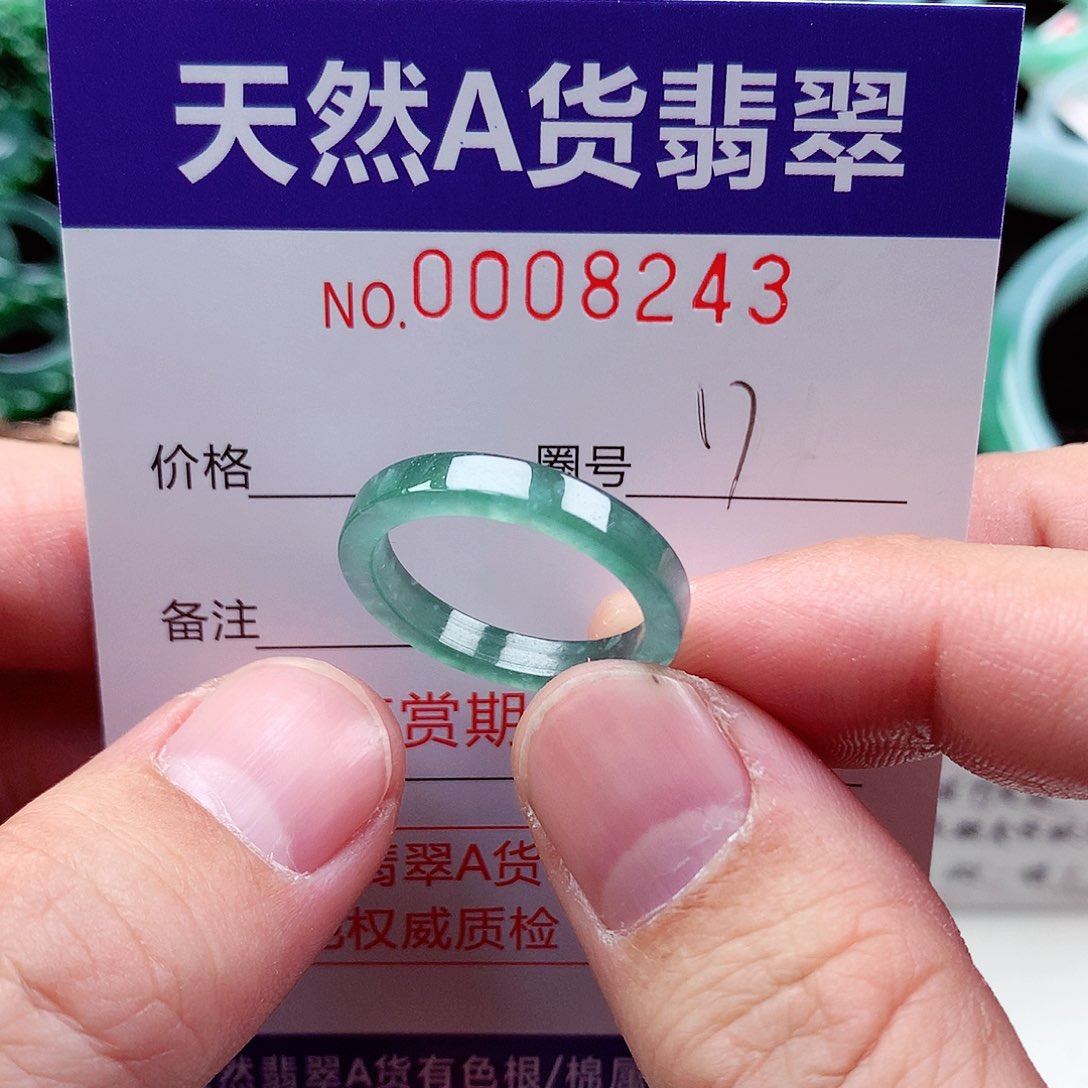 天然A货翡翠
NO.0008243
价格 圈号 17
备注
赏期
翡翠A货
权威质检
然翡翠A货有色根/棉属